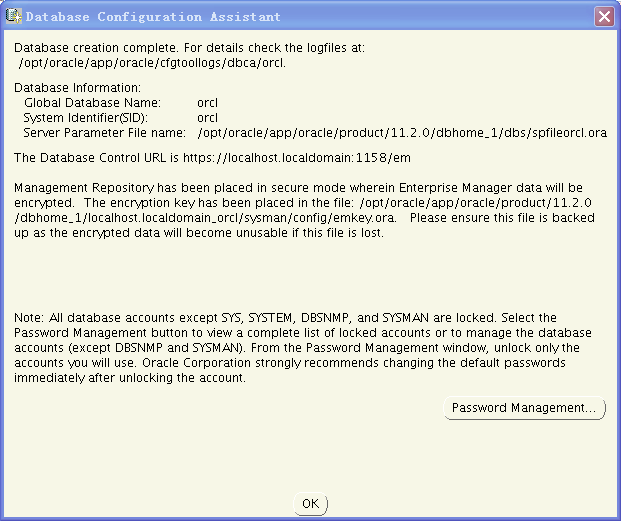 Database Configuration Assistant
Database creation complete. For details check the logfiles at:
/opt/oracle/app/oracle/cfgtoollogs/dbca/orcl.
Database Information:
Global Database Name: orcl
System Identifier(SID): orcl
Server Parameter File name: /opt/oracle/app/oracle/product/11.2.0/dbhome_1/dbs/spfileorcl.ora
The Database Control URL is https://localhost.localdomain:1158/em
Management Repository has been placed in secure mode wherein Enterprise Manager data will be
encrypted. The encryption key has been placed in the file: /opt/oracle/app/oracle/product/11.2.0
/dbhome_1/localhost.localdomain_orcl/sysman/config/emkey.ora. Please ensure this file is backed
up as the encrypted data will become unusable if this file is lost.
Note: All database accounts except SYS, SYSTEM, DBSNMP, and SYSMAN are locked. Select the
Password Management button to view a complete list of locked accounts or to manage the database
accounts (except DBSNMP and SYSMAN). From the Password Management window, unlock only the
accounts you will use. Oracle Corporation strongly recommends changing the default passwords
immediately after unlocking the account.
Password Management...
OK